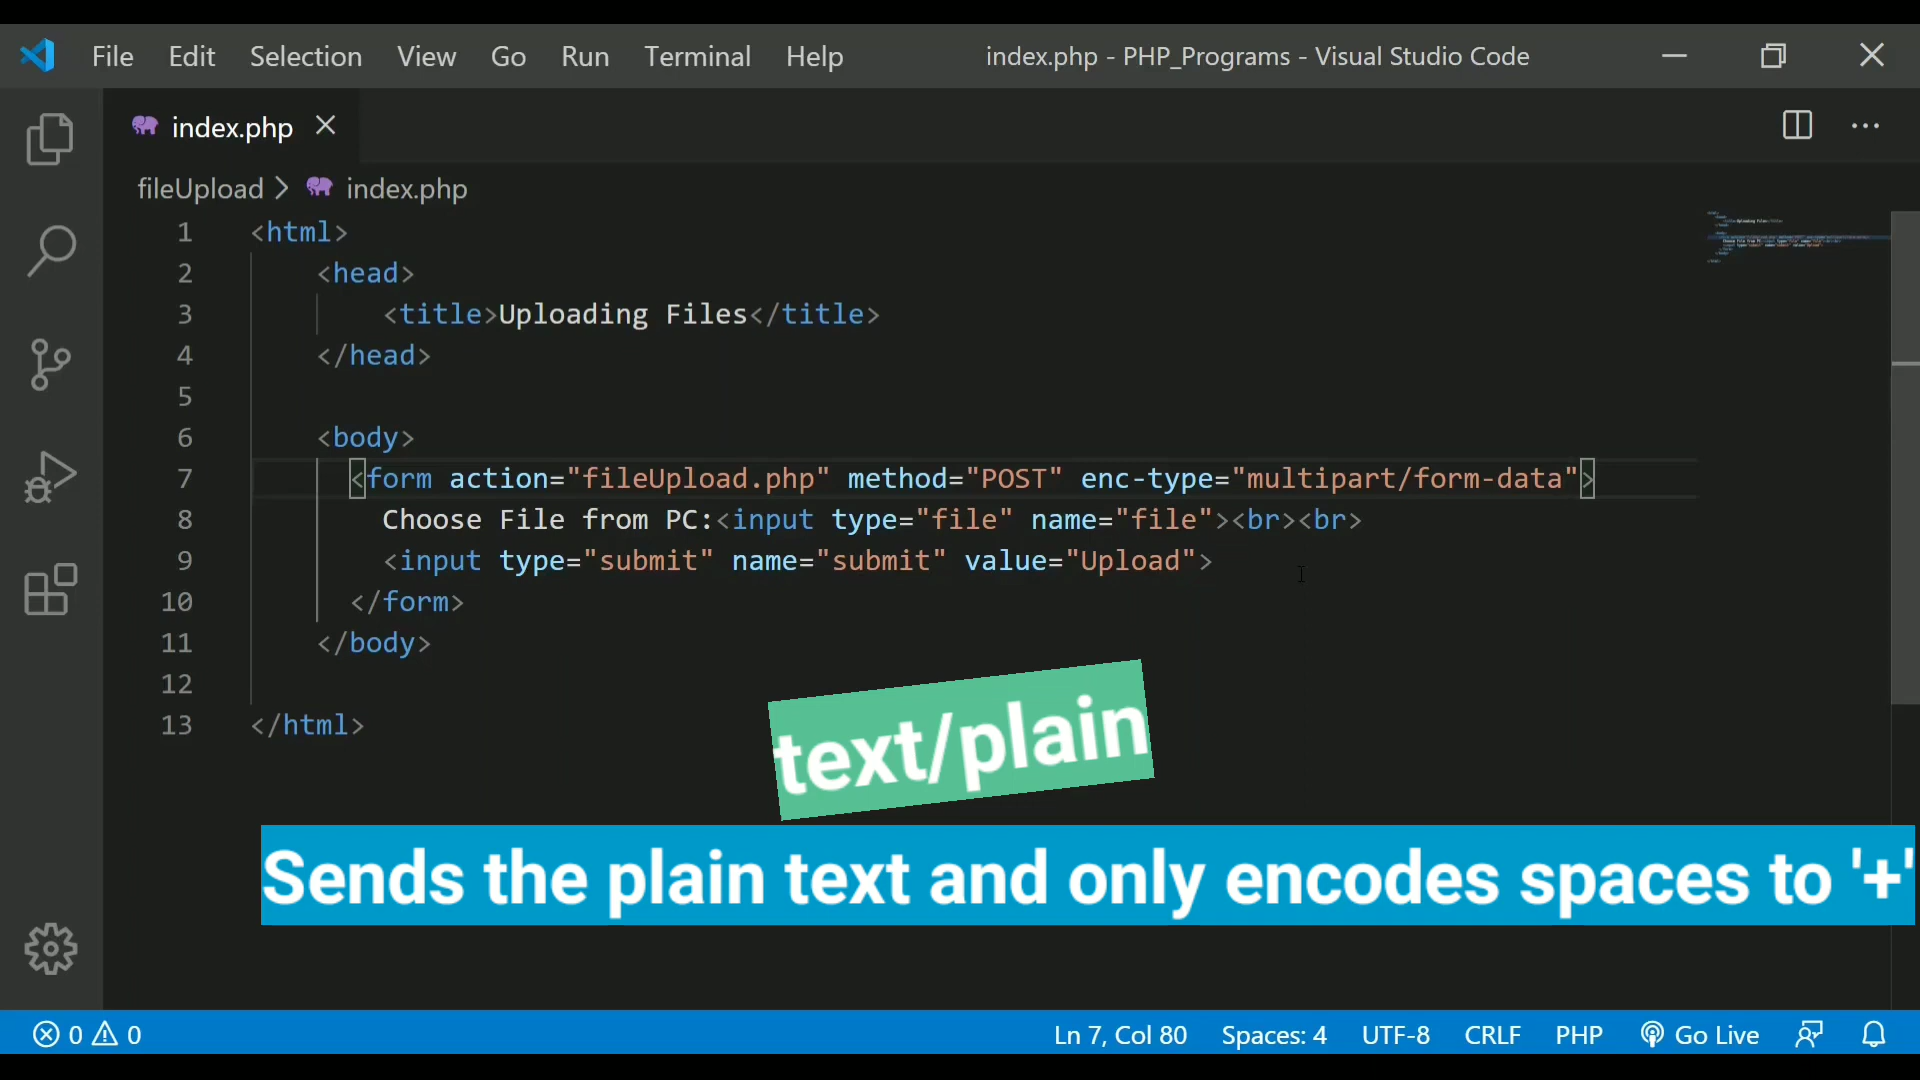 File Edit Selection View Go Run Terminal Help index.php - PHP_Programs - Visual Studio Code
index.php
fileUpload > index.php
1 <html>
2 <head>
3 <title>Uploading Files</title>
4 </head>
5
6 <body>
7 <form action="fileUpload.php" method="POST" enc-type="multipart/form-data">
8 Choose File from PC:<input type="file" name="file"><br><br>
9 <input type="submit" name="submit" value="Upload">
10 </form>
11 </body>
12
13 </html>
text/plain
Sends the plain text and only encodes spaces to '+'
0 0 Ln 7, Col 80 Spaces: 4 UTF-8 CRLF PHP Go Live